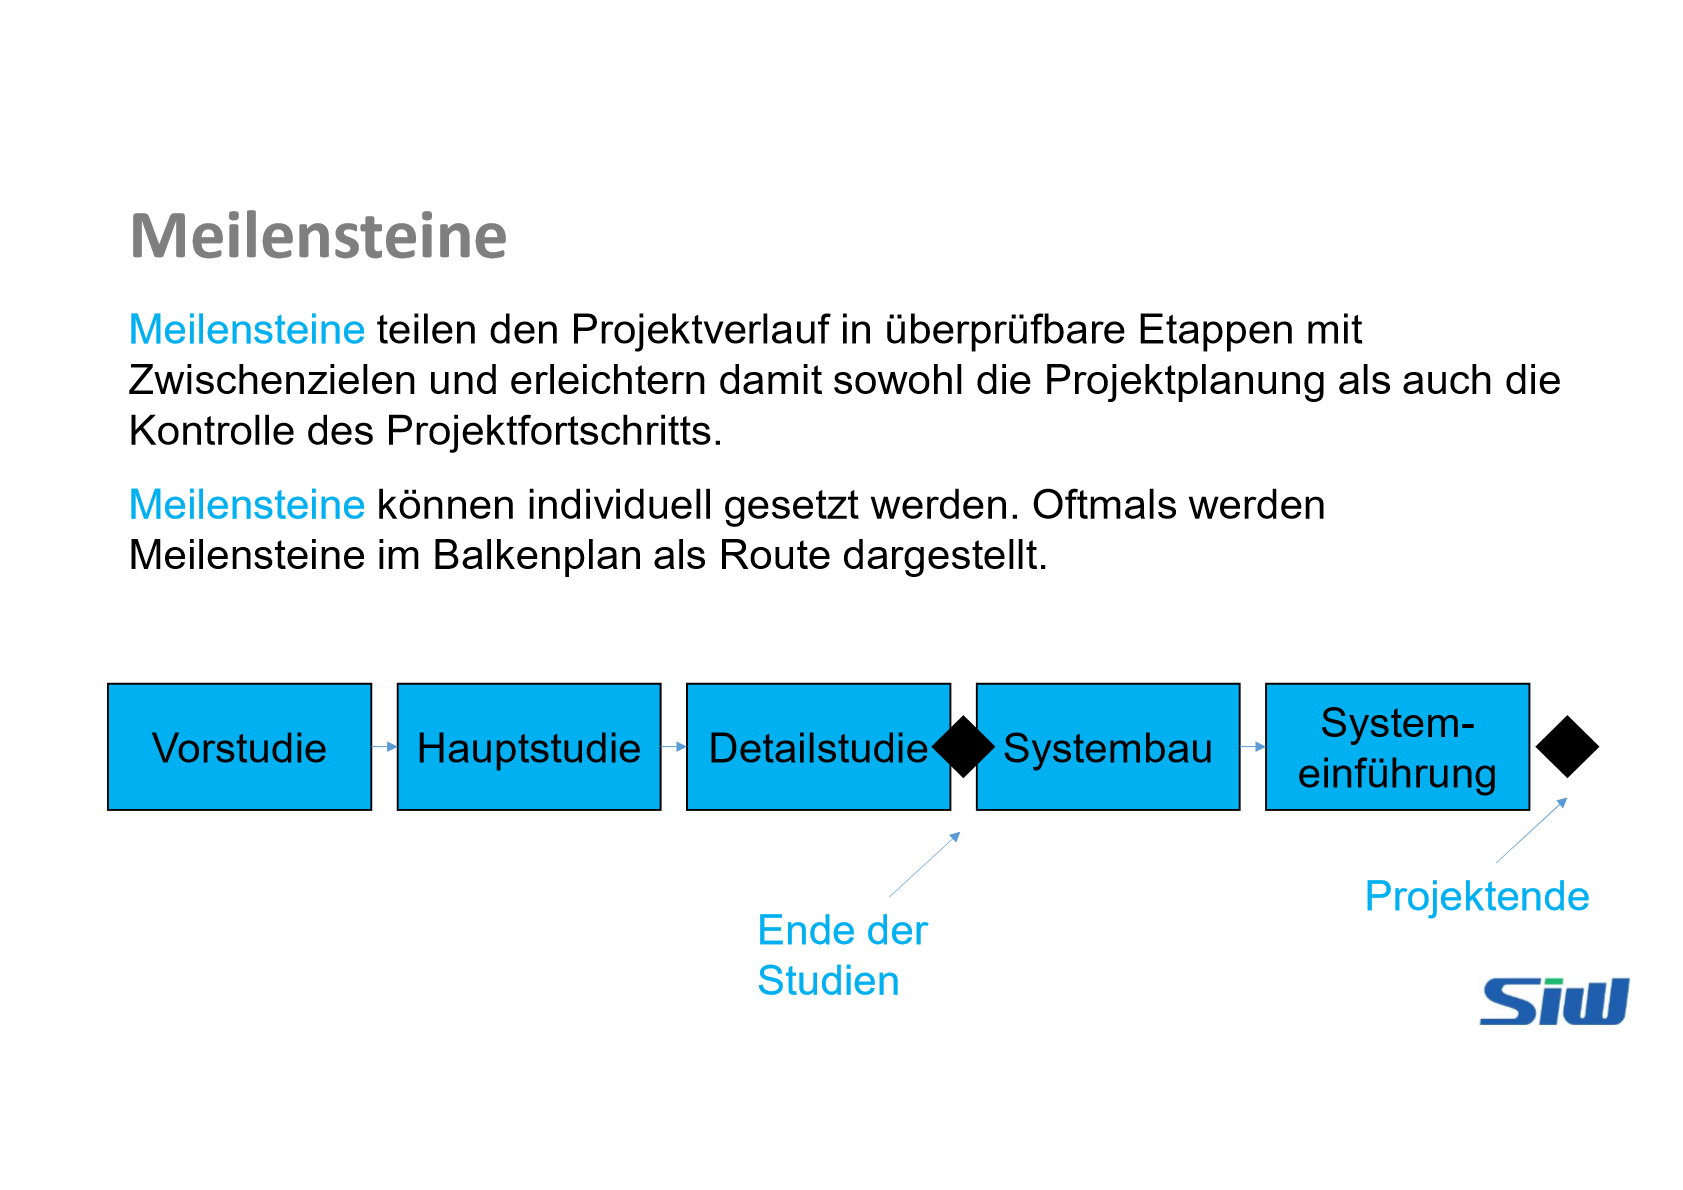 Meilensteine
Meilensteine teilen den Projektverlauf in überprüfbare Etappen mit
Zwischenzielen und erleichtern damit sowohl die Projektplanung als auch die
Kontrolle des Projektfortschritts.
Meilensteine können individuell gesetzt werden. Oftmals werden
Meilensteine im Balkenplan als Route dargestellt.
Vorstudie
Hauptstudie
Detailstudie
Systembau
System-
einführung
Ende der
Studien
Projektende
Siw